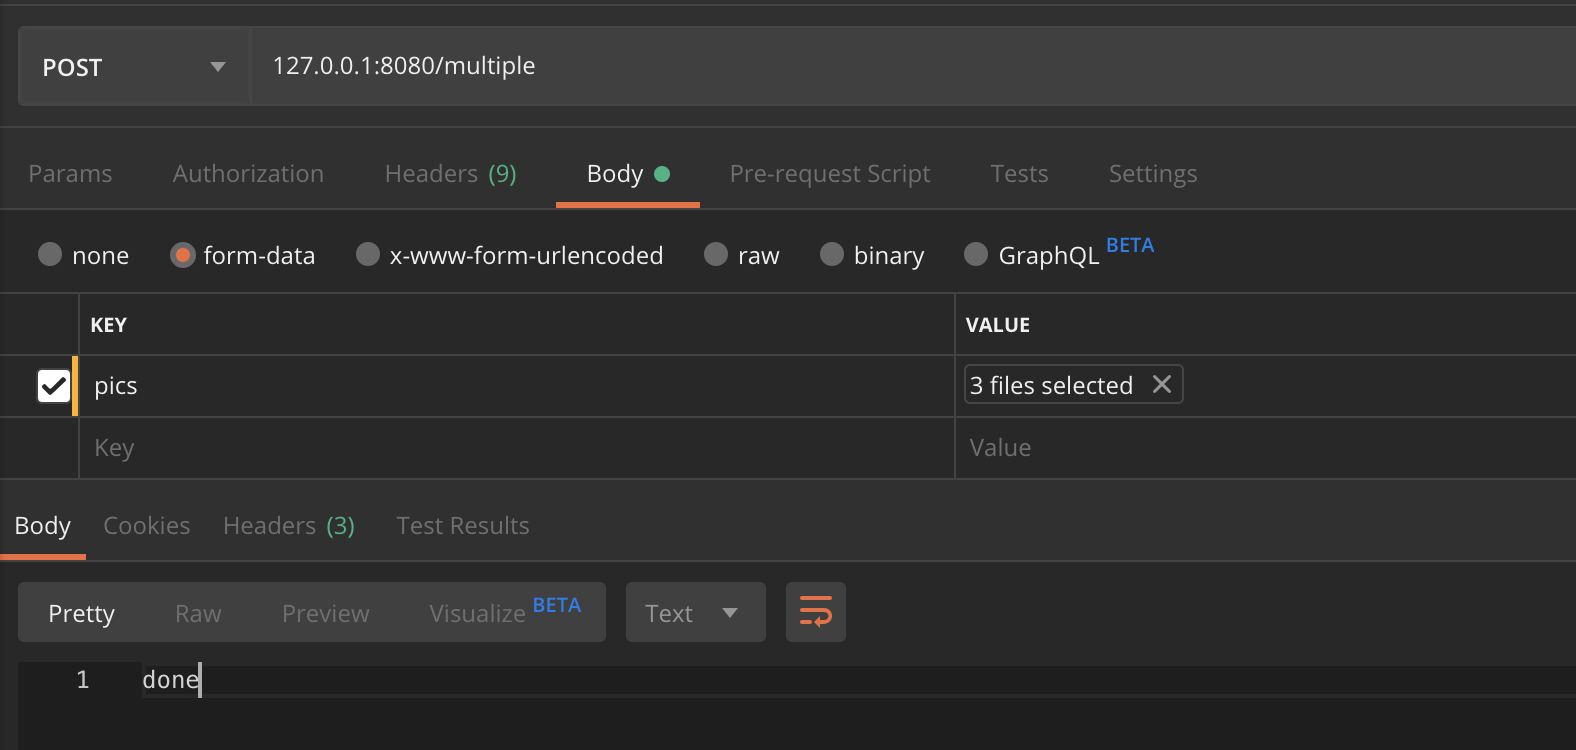 POST 127.0.0.1:8080/multiple
Params Authorization Headers (9) Body Pre-request Script Tests Settings
none form-data x-www-form-urlencoded raw binary GraphQL BETA
KEY VALUE
pics 3 files selected
Key Value
Body Cookies Headers (3) Test Results
Pretty Raw Preview Visualize BETA Text
1 done